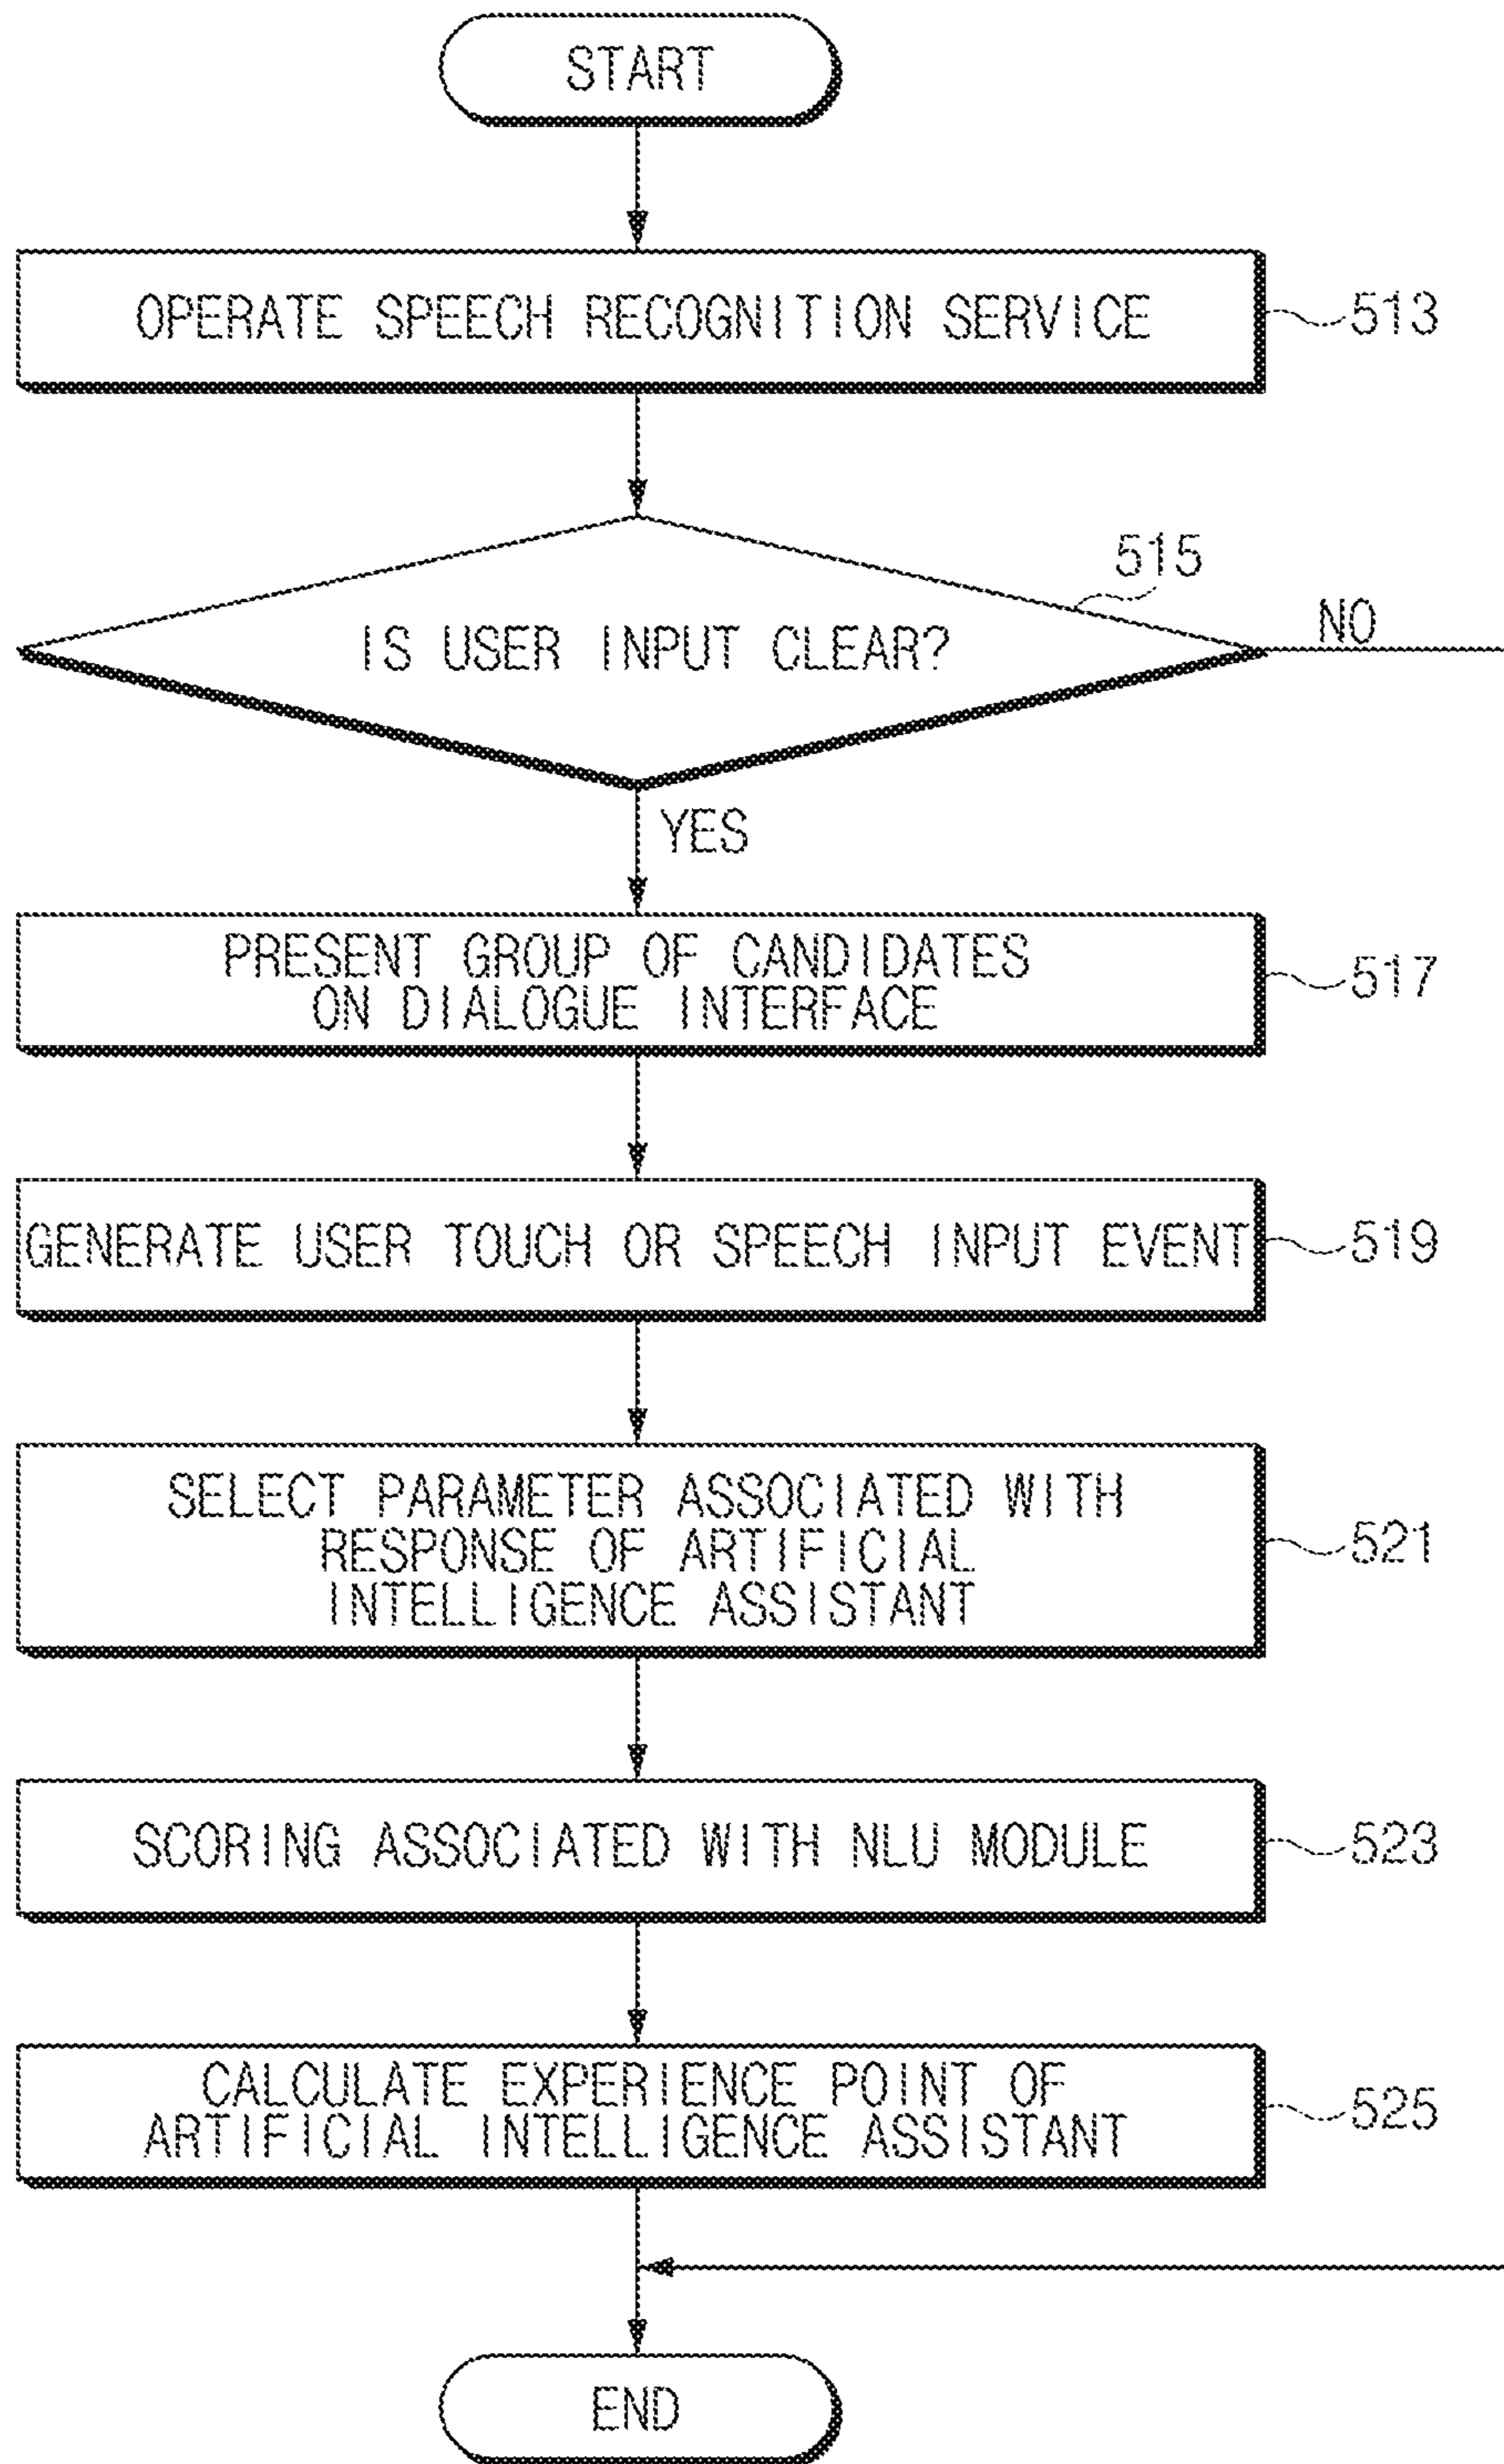 START
OPERATE SPEECH RECOGNITION SERVICE
513
515
IS USER INPUT CLEAR?
NO
YES
PRESENT GROUP OF CANDIDATES
ON DIALOGUE INTERFACE
517
GENERATE USER TOUCH OR SPEECH INPUT EVENT
519
SELECT PARAMETER ASSOCIATED WITH
RESPONSE OF ARTIFICIAL
INTELLIGENCE ASSISTANT
521
SCORING ASSOCIATED WITH NLU MODULE
523
CALCULATE EXPERIENCE POINT OF
ARTIFICIAL INTELLIGENCE ASSISTANT
525
END